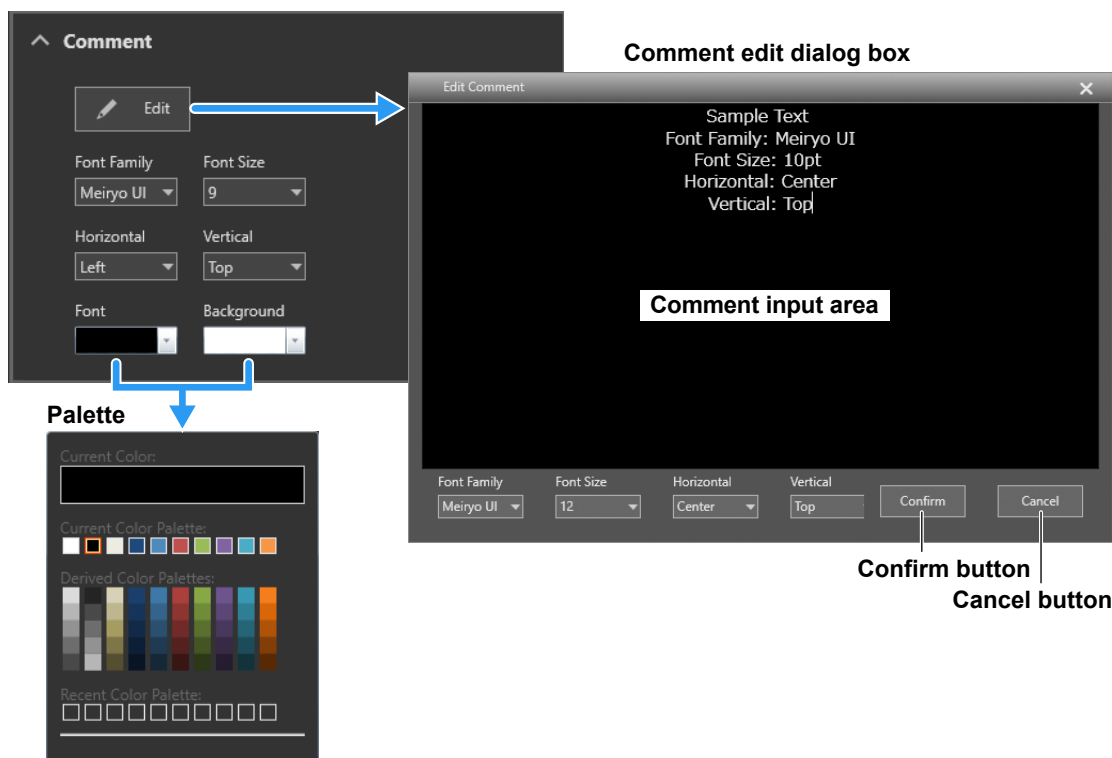 Comment
Edit
Font Family Font Size
Meiryo UI 9
Horizontal Vertical
Left Top
Font Background
Comment edit dialog box
Edit Comment
Sample Text
Font Family: Meiryo UI
Font Size: 10pt
Horizontal: Center
Vertical: Top
Comment input area
Font Family Font Size Horizontal Vertical
Meiryo UI 12 Center Top Confirm Cancel
Confirm button
Cancel button
Palette
Current Color:
Current Color Palette:
Derived Color Palettes:
Recent Color Palette: